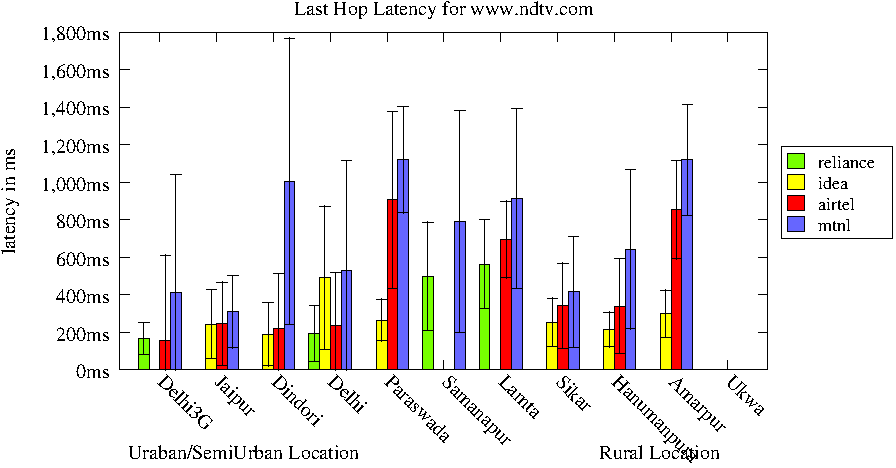 Last Hop Latency for www.ndtv.com
1,800ms
1,600ms
1,400ms
1,200ms
1,000ms
800ms
600ms
400ms
200ms
0ms
latency in ms
reliance
idea
airtel
mtnl
Delhi3G
Jaipur
Dindori
Delhi
Paraswada
Samanapur
Lamta
Sikar
Hanumanpura
Amarpur
Ukwa
Uraban/SemiUrban Location
Rural Location